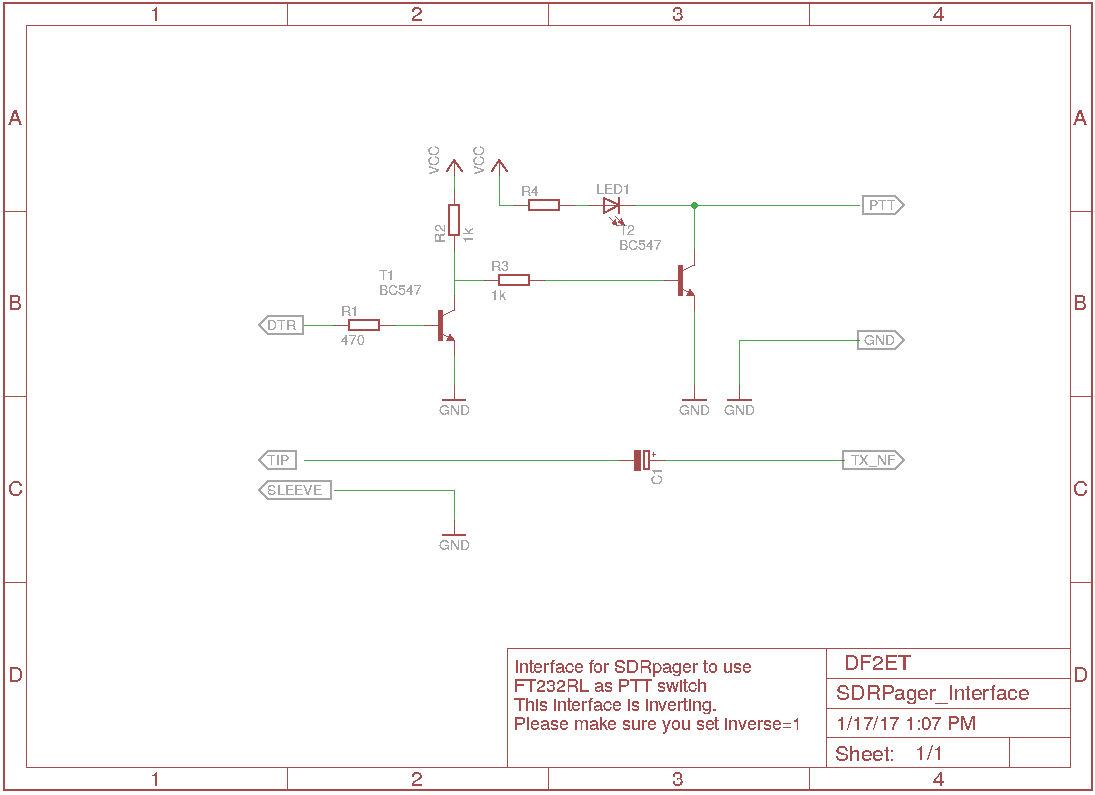 1 2 3 4
A A
VCC VCC
R4 LED1
PTT
R2 1k
T2
BC547
R3
1k
T1
BC547
B B
R1
DTR
470
GND
GND GND GND
TIP + TX_NF
C1
C C
SLEEVE
GND
D D
Interface for SDRpager to use
FT232RL as PTT switch
This interface is inverting.
Please make sure you set inverse=1
DF2ET
SDRPager_Interface
1/17/17 1:07 PM
Sheet: 1/1
1 2 3 4